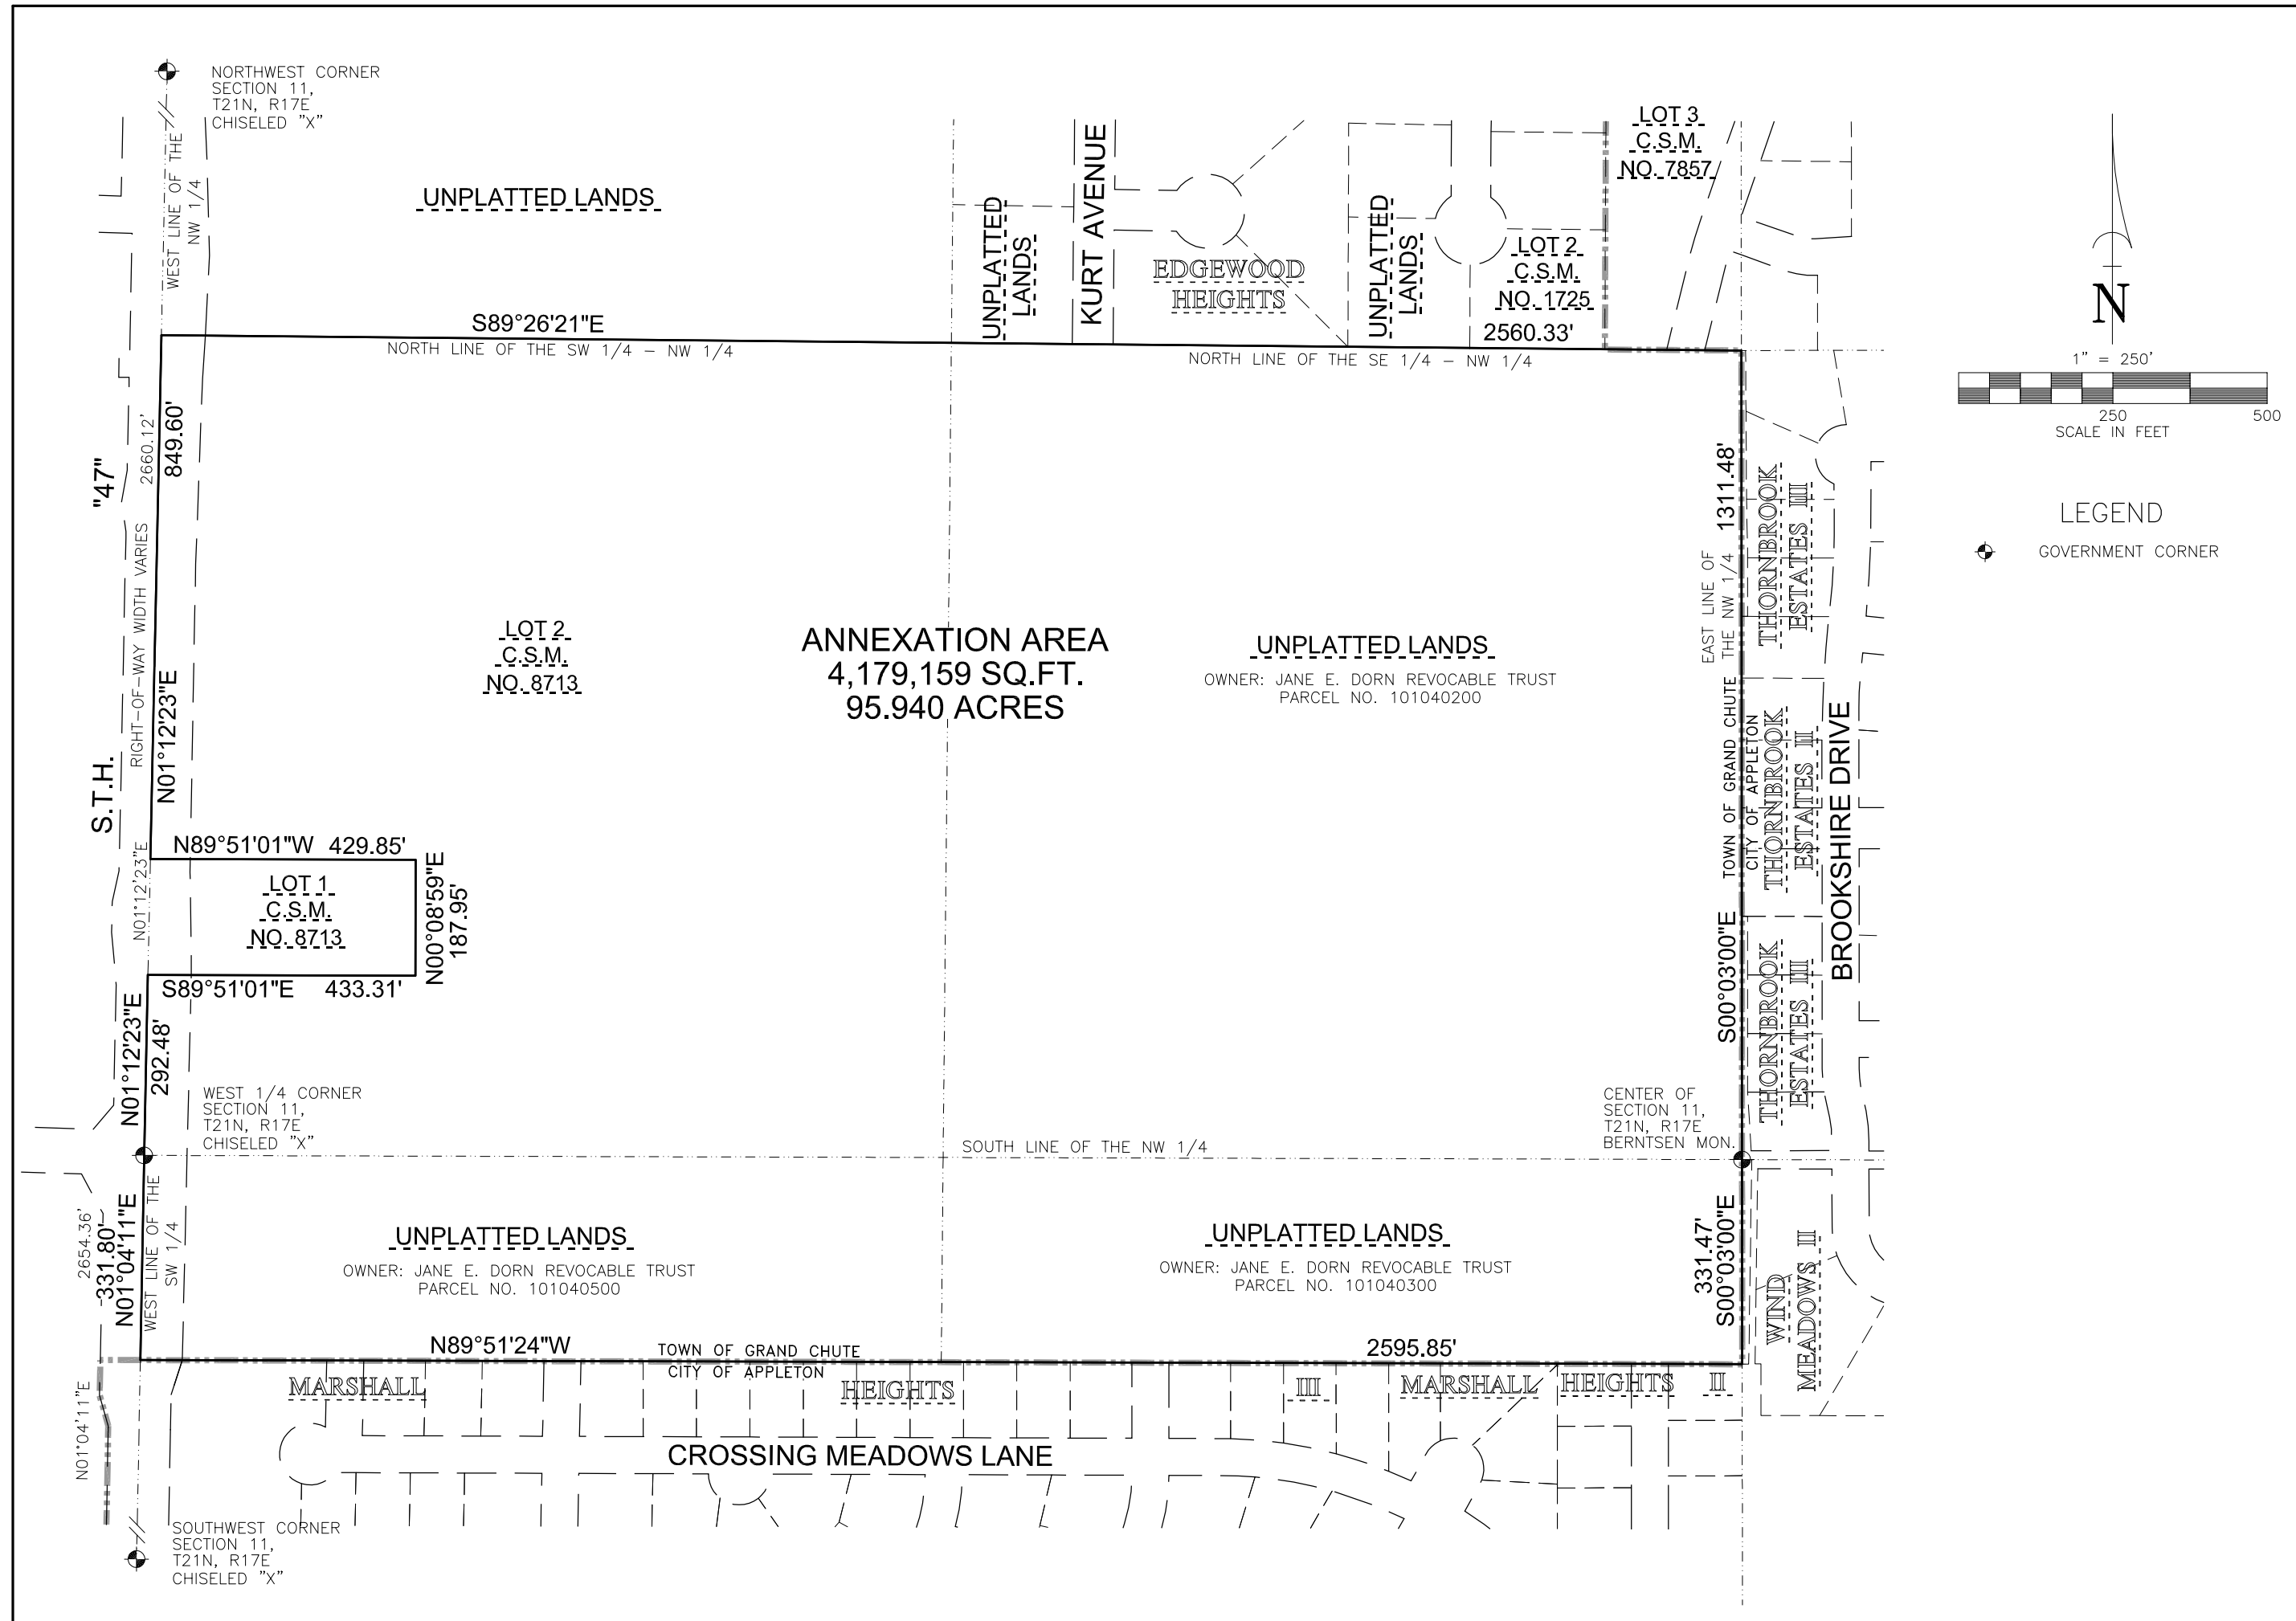 NORTHWEST CORNER
SECTION 11,
T21N, R17E
CHISELED "X"
WEST LINE OF THE
NW 1/4
UNPLATTED LANDS
UNPLATTED
LANDS
KURT AVENUE
EDGEWOOD
HEIGHTS
UNPLATTED
LANDS
LOT 2
C.S.M.
NO. 1725
LOT 3
C.S.M.
NO. 7857
N
1" = 250'
250
500
SCALE IN FEET
LEGEND
GOVERNMENT CORNER
S89°26'21"E
2560.33'
NORTH LINE OF THE SW 1/4 - NW 1/4
NORTH LINE OF THE SE 1/4 - NW 1/4
S.T.H. "47"
RIGHT-OF-WAY WIDTH VARIES
2660.12'
N01°12'23"E
849.60'
N01°12'23"E
LOT 2
C.S.M.
NO. 8713
ANNEXATION AREA
4,179,159 SQ.FT.
95.940 ACRES
UNPLATTED LANDS
OWNER: JANE E. DORN REVOCABLE TRUST
PARCEL NO. 101040200
1311.48'
EAST LINE OF
THE NW 1/4
TOWN OF GRAND CHUTE
CITY OF APPLETON
S00°03'00"E
THORNBROOK
ESTATES III
THORNBROOK
ESTATES II
THORNBROOK
ESTATES III
BROOKSHIRE DRIVE
N89°51'01"W 429.85'
LOT 1
C.S.M.
NO. 8713
N00°08'59"E
187.95'
S89°51'01"E 433.31'
N01°12'23"E
292.48'
WEST 1/4 CORNER
SECTION 11,
T21N, R17E
CHISELED "X"
CENTER OF
SECTION 11,
T21N, R17E
BERNTSEN MON.
SOUTH LINE OF THE NW 1/4
2654.36'
331.80'
N01°04'11"E
WEST LINE OF THE
SW 1/4
UNPLATTED LANDS
OWNER: JANE E. DORN REVOCABLE TRUST
PARCEL NO. 101040500
UNPLATTED LANDS
OWNER: JANE E. DORN REVOCABLE TRUST
PARCEL NO. 101040300
331.47'
S00°03'00"E
WIND
MEADOWS II
N89°51'24"W
TOWN OF GRAND CHUTE
CITY OF APPLETON
2595.85'
MARSHALL HEIGHTS III
MARSHALL HEIGHTS II
CROSSING MEADOWS LANE
N01°04'11"E
SOUTHWEST CORNER
SECTION 11,
T21N, R17E
CHISELED "X"